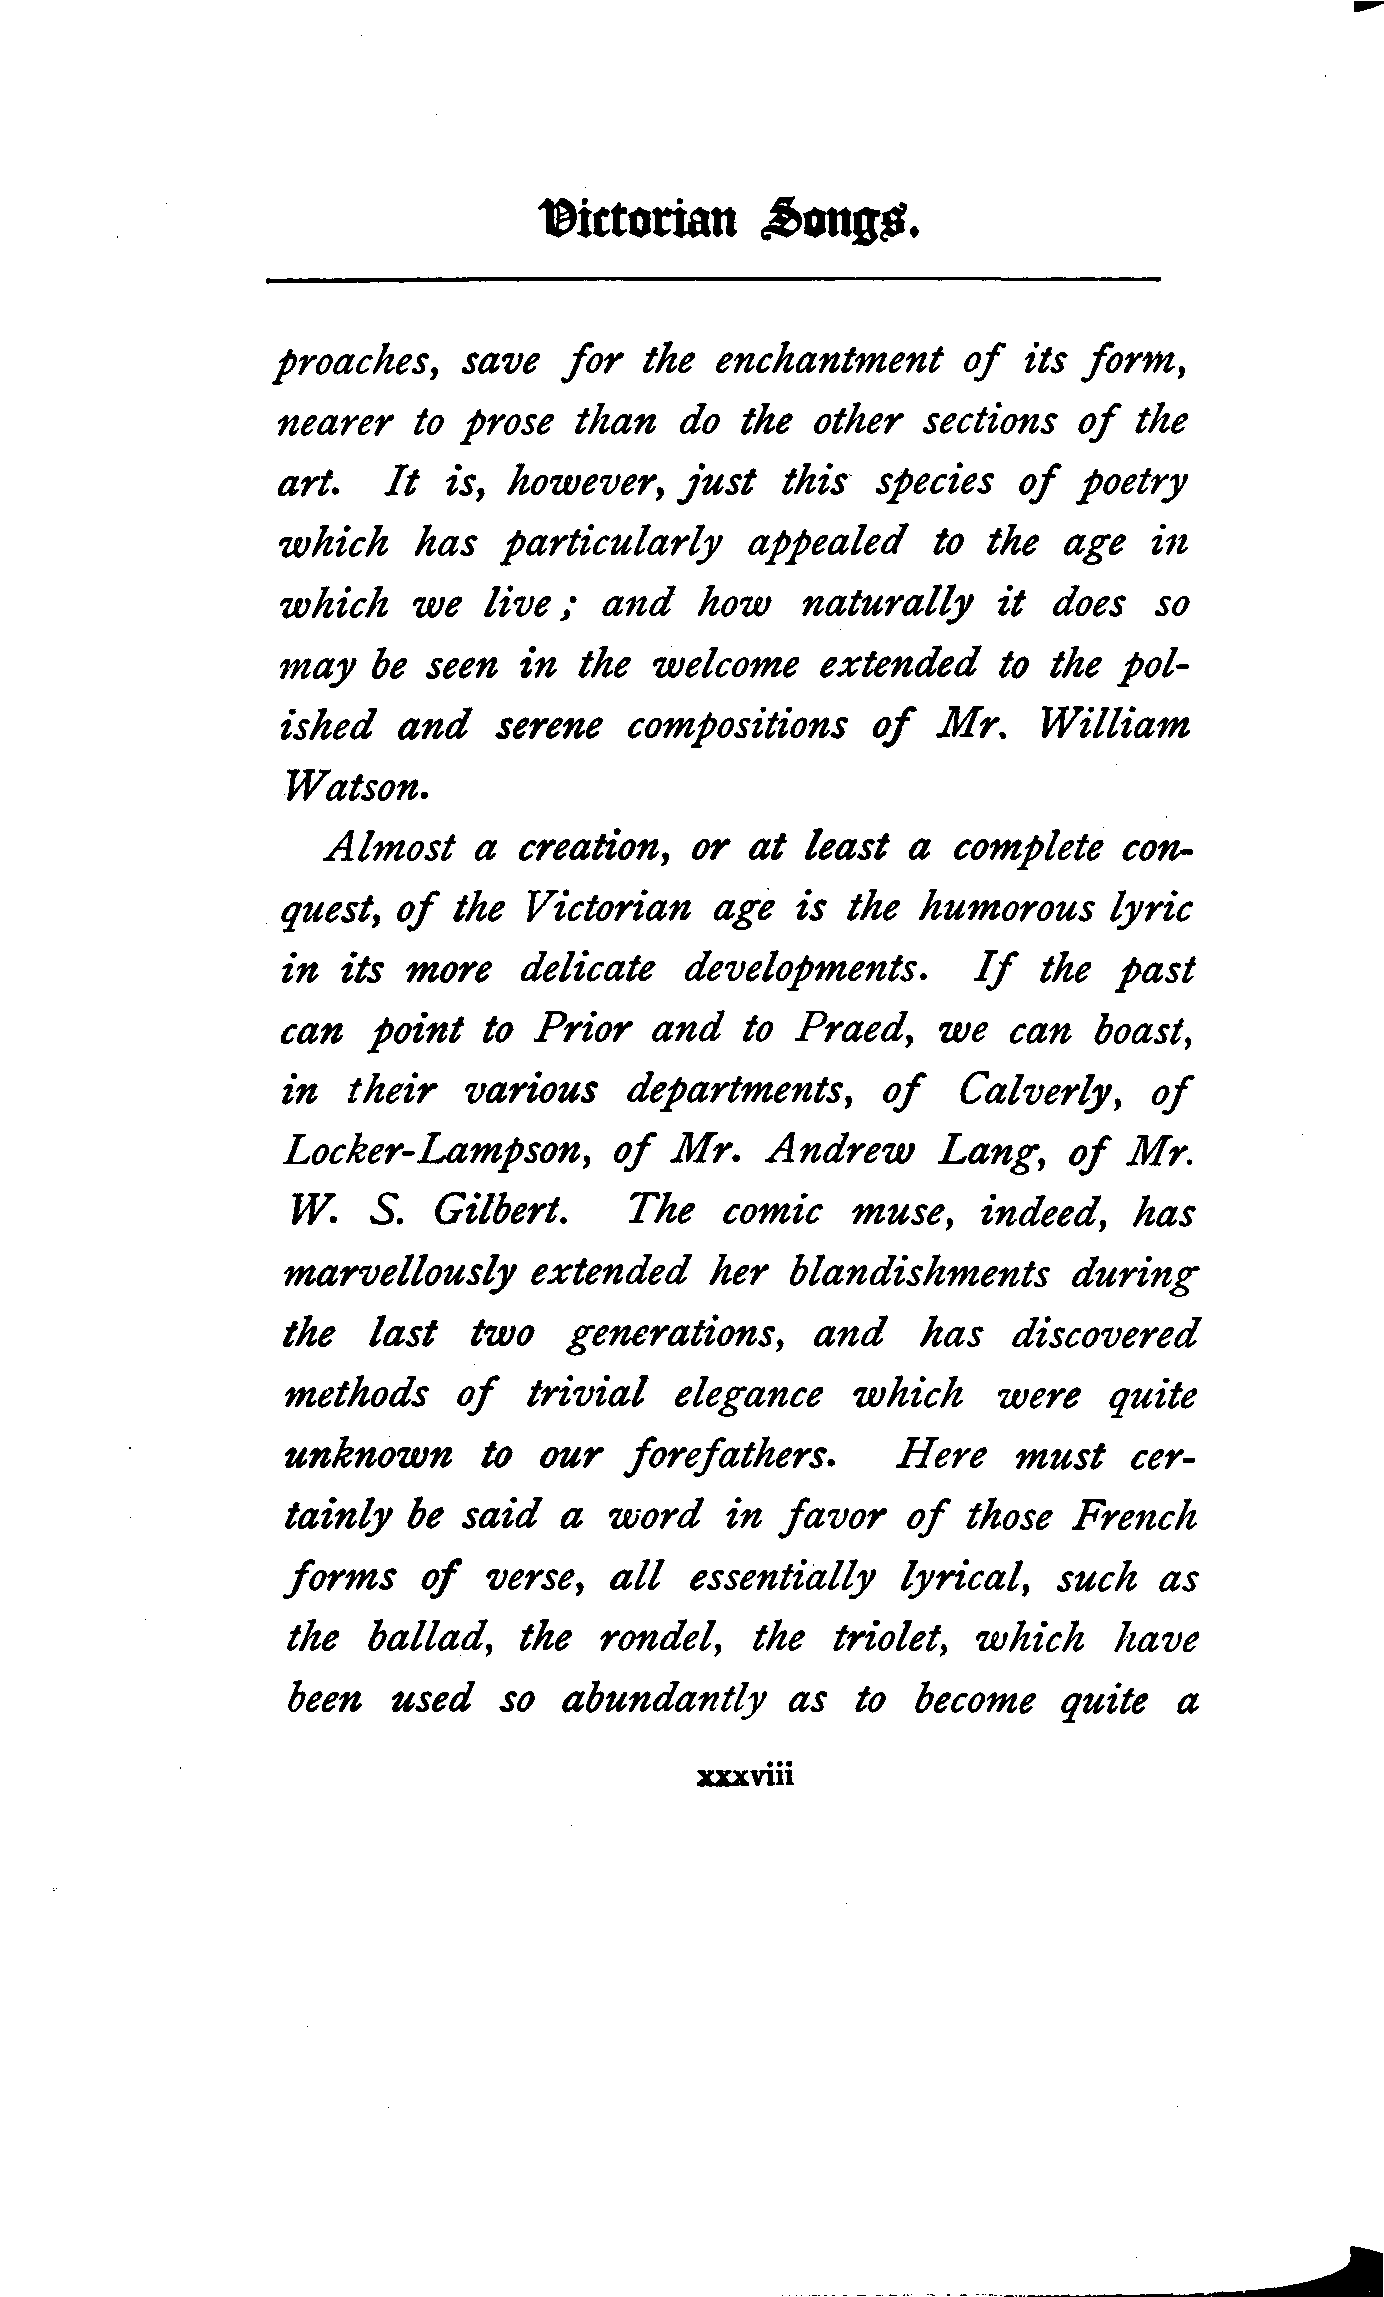 Victorian Songs.
proaches, save for the enchantment of its form,
nearer to prose than do the other sections of the
art. It is, however, just this species of poetry
which has particularly appealed to the age in
which we live; and how naturally it does so
may be seen in the welcome extended to the pol-
ished and serene compositions of Mr. William
Watson.
Almost a creation, or at least a complete con-
quest, of the Victorian age is the humorous lyric
in its more delicate developments. If the past
can point to Prior and to Praed, we can boast,
in their various departments, of Calverly, of
Locker-Lampson, of Mr. Andrew Lang, of Mr.
W. S. Gilbert. The comic muse, indeed, has
marvellously extended her blandishments during
the last two generations, and has discovered
methods of trivial elegance which were quite
unknown to our forefathers. Here must cer-
tainly be said a word in favor of those French
forms of verse, all essentially lyrical, such as
the ballad, the rondel, the triolet, which have
been used so abundantly as to become quite a
xxxviii